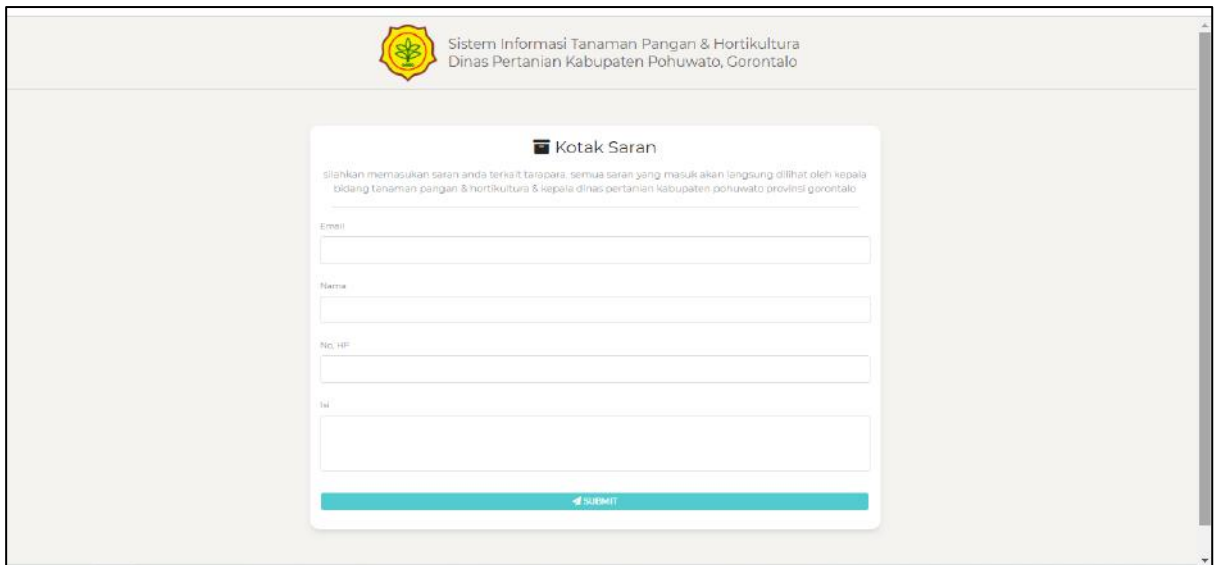 Sistem Informasi Tanaman Pangan & Hortikultura
Dinas Pertanian Kabupaten Pohuwato, Gorontalo
Kotak Saran
silahkan memasukan saran anda terkait tarapara, semua saran yang masuk akan langsung dilihat oleh kepala
bidang tanaman pangan & hortikultura & kepala dinas pertanian kabupaten pohuwato provinsi gorontalo
Email
Nama
No. HP
Isi
SUBMIT